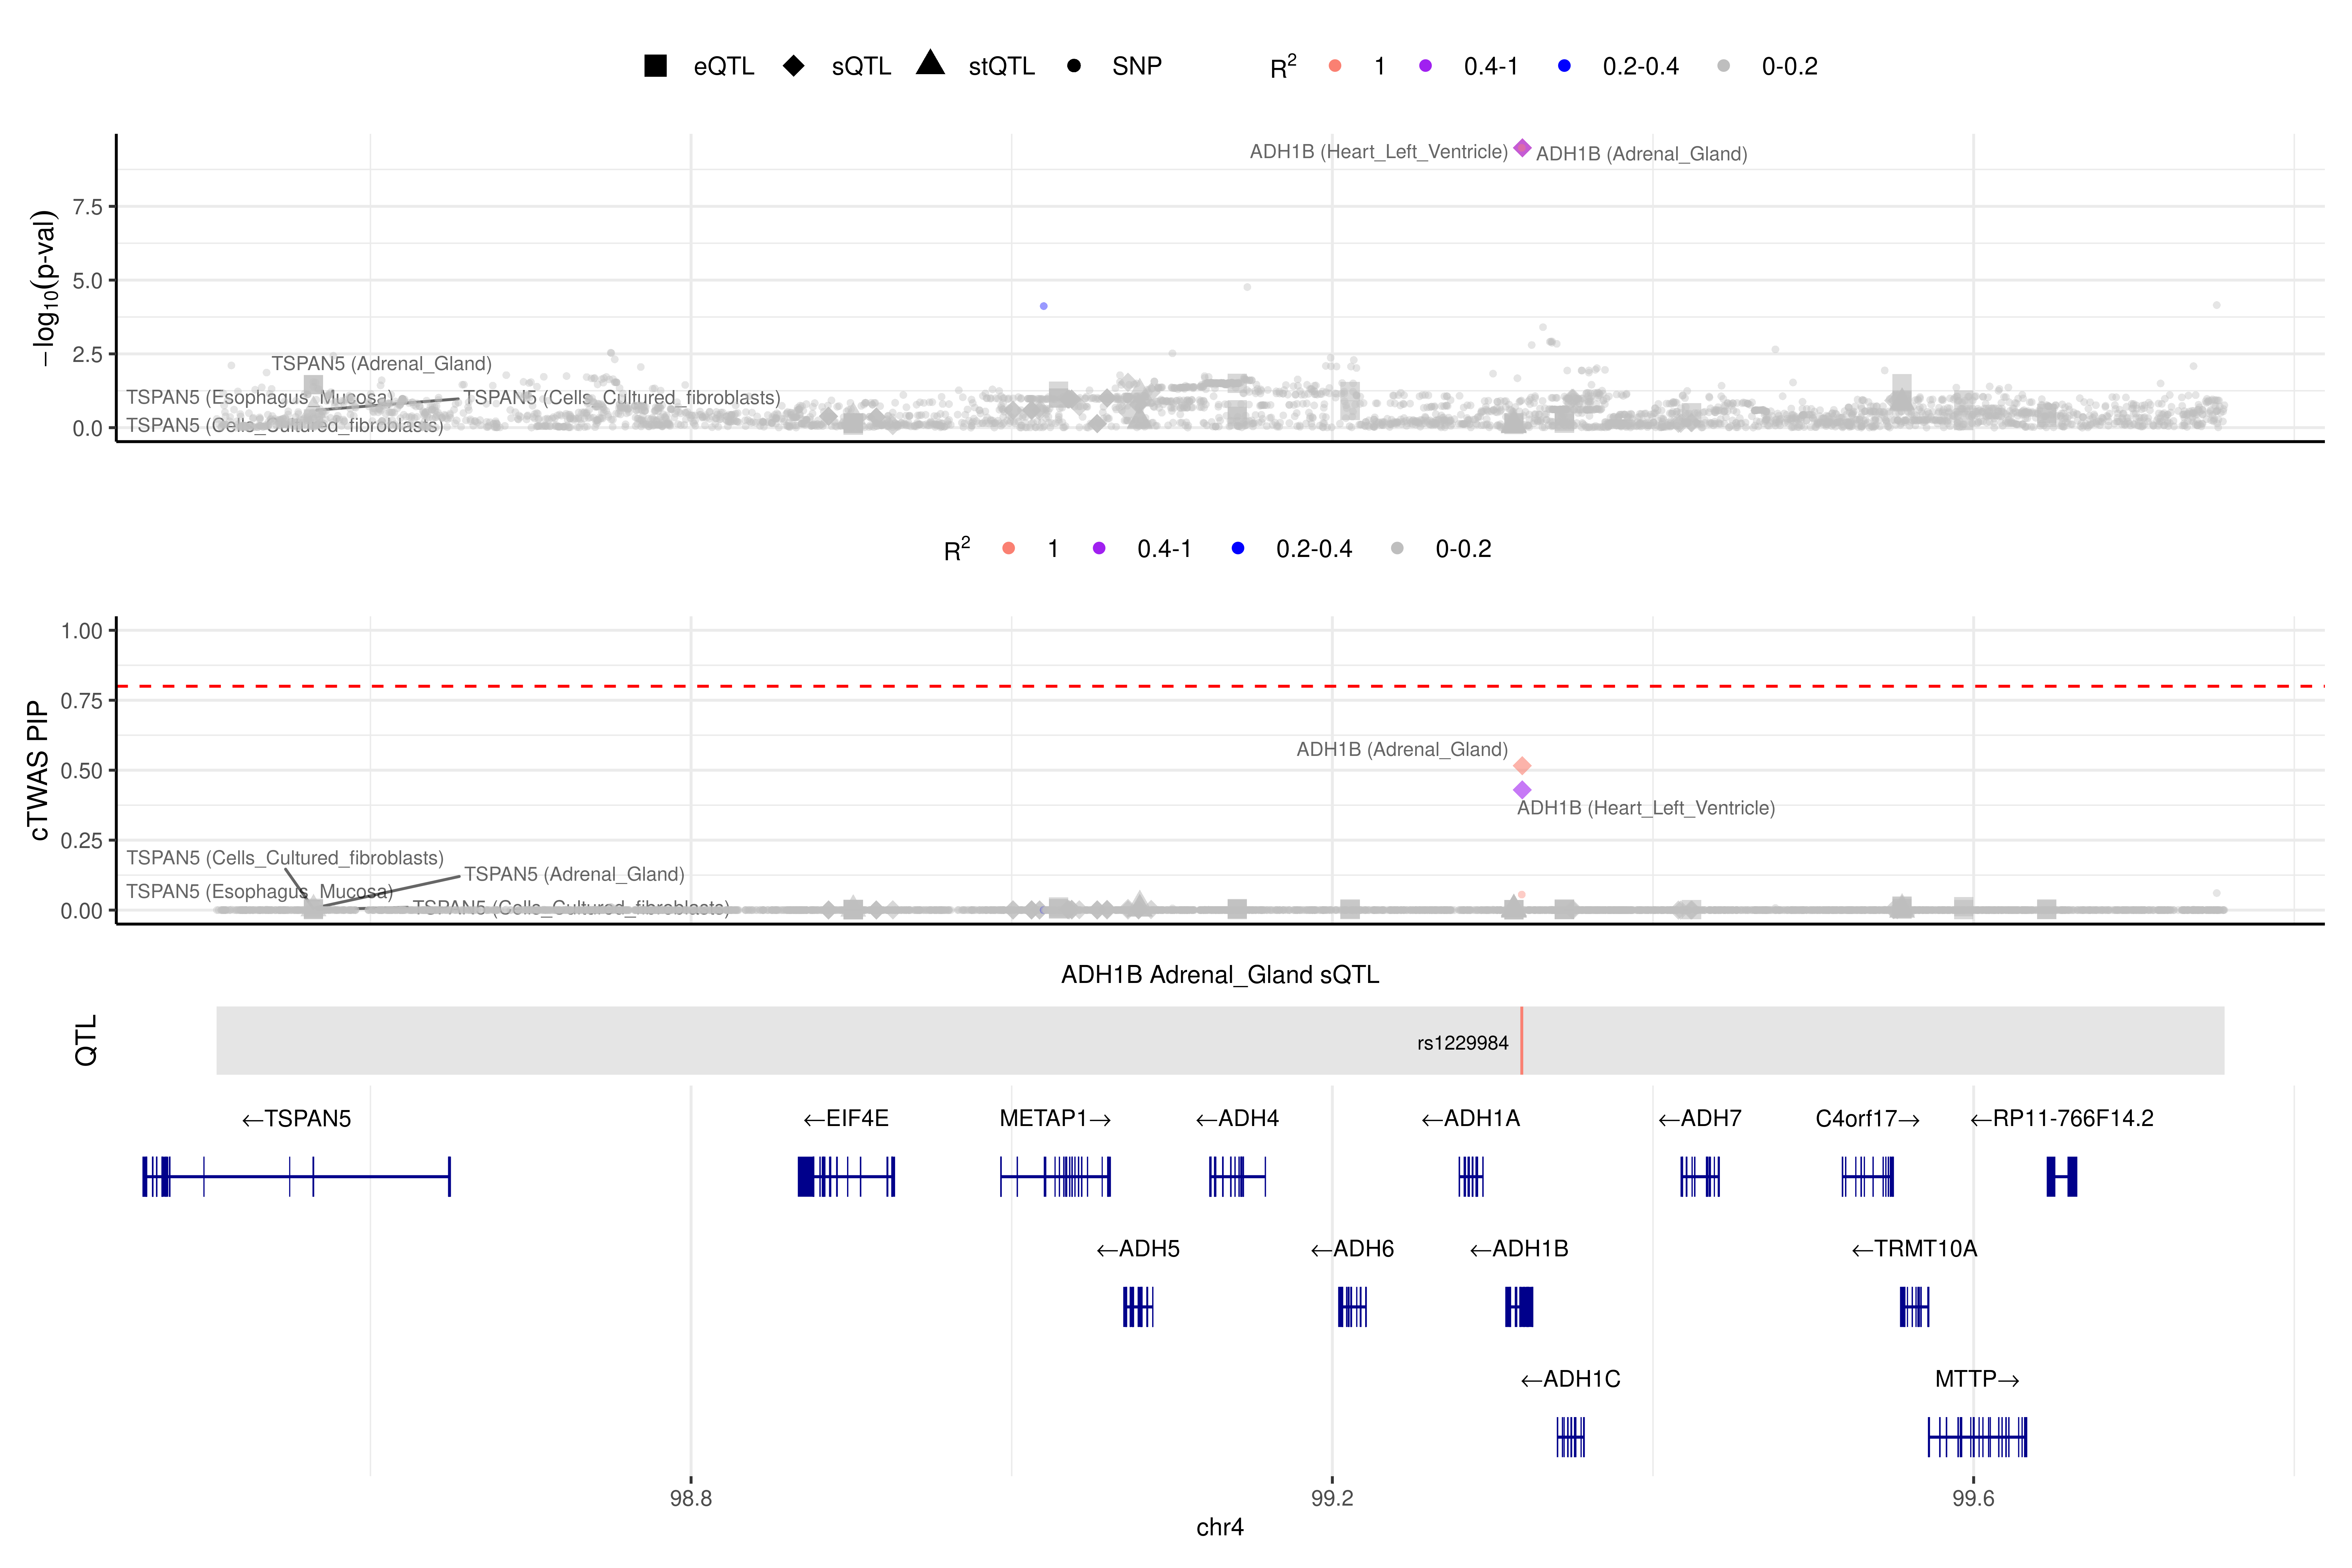 eQTL sQTL stQTL SNP R2 1 0.4-1 0.2-0.4 0-0.2
ADH1B (Heart_Left_Ventricle) ADH1B (Adrenal_Gland)
7.5
5.0
2.5
0.0
−log10(p-val)
TSPAN5 (Adrenal_Gland)
TSPAN5 (Esophagus_Mucosa) TSPAN5 (Cells_Cultured_fibroblasts)
TSPAN5 (Cells_Cultured_fibroblasts)
R2 1 0.4-1 0.2-0.4 0-0.2
1.00
0.75
0.50
0.25
0.00
cTWAS PIP
ADH1B (Adrenal_Gland)
ADH1B (Heart_Left_Ventricle)
TSPAN5 (Cells_Cultured_fibroblasts)
TSPAN5 (Adrenal_Gland)
TSPAN5 (Esophagus_Mucosa)
TSPAN5 (Cells_Cultured_fibroblasts)
ADH1B Adrenal_Gland sQTL
QTL
rs1229984
←TSPAN5 ←EIF4E METAP1→ ←ADH4 ←ADH1A ←ADH7 C4orf17→ ←RP11-766F14.2
←ADH5 ←ADH6 ←ADH1B ←TRMT10A
←ADH1C MTTP→
98.8 99.2 99.6
chr4